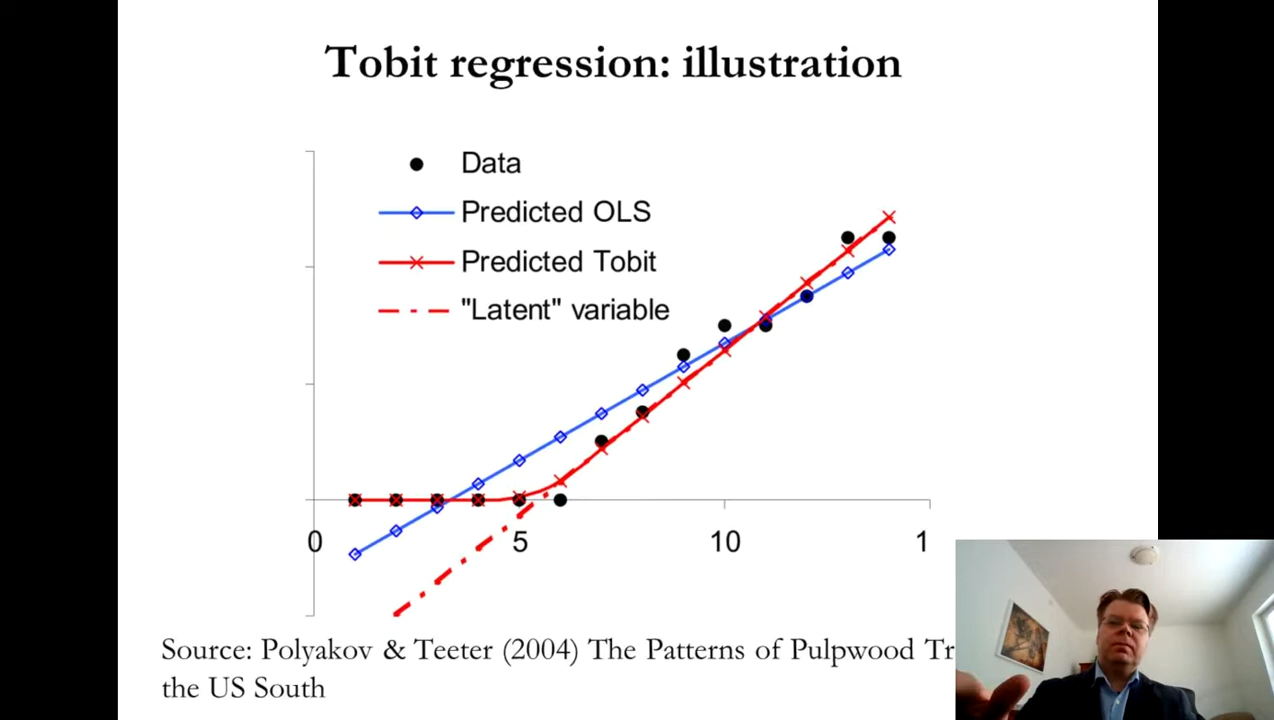 Tobit regression: illustration
Data
Predicted OLS
Predicted Tobit
"Latent" variable
0 5 10 1
Source: Polyakov & Teeter (2004) The Patterns of Pulpwood Tr
the US South